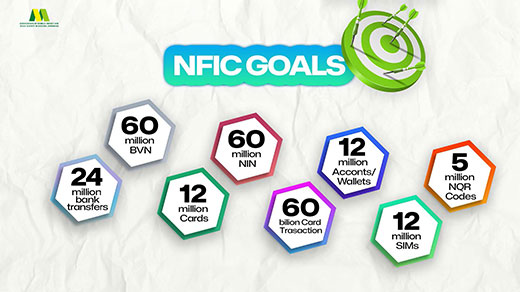 NFIC GOALS
60
million
BVN
24
million
bank
transfers
60
million
NIN
12
million
Cards
12
million
Acconts/
Wallets
60
bilion Card
Trasaction
5
million
NQR
Codes
12
million
SIMs